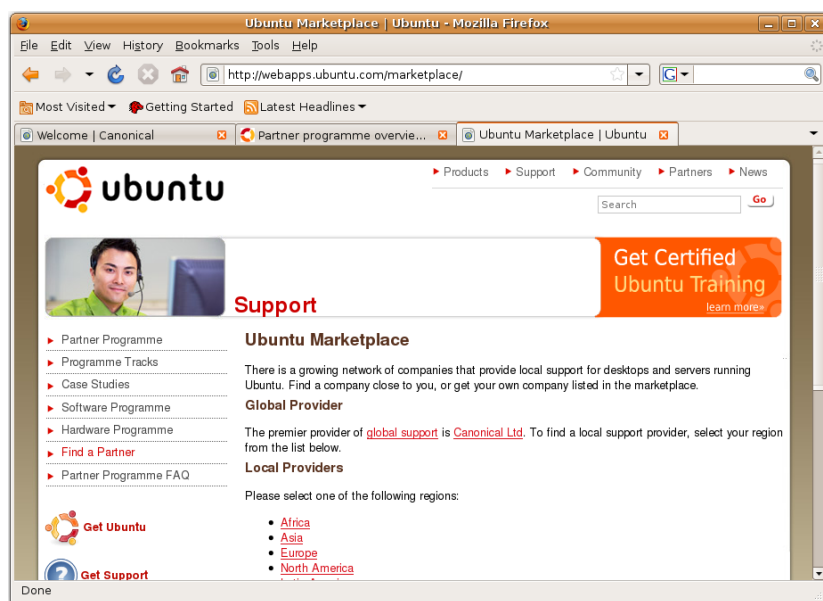 Ubuntu Marketplace | Ubuntu - Mozilla Firefox
File Edit View History Bookmarks Tools Help
http://webapps.ubuntu.com/marketplace/
G
Most Visited Getting Started Latest Headlines
Welcome | Canonical Partner programme overvie... Ubuntu Marketplace | Ubuntu
ubuntu
Products Support Community Partners News
Search Go
Get Certified
Ubuntu Training
learn more»
Support
Partner Programme
Programme Tracks
Case Studies
Software Programme
Hardware Programme
Find a Partner
Partner Programme FAQ
Get Ubuntu
? Get Support
Ubuntu Marketplace
There is a growing network of companies that provide local support for desktops and servers running
Ubuntu. Find a company close to you, or get your own company listed in the marketplace.
Global Provider
The premier provider of global support is Canonical Ltd. To find a local support provider, select your region
from the list below.
Local Providers
Please select one of the following regions:
Africa
Asia
Europe
North America
Done